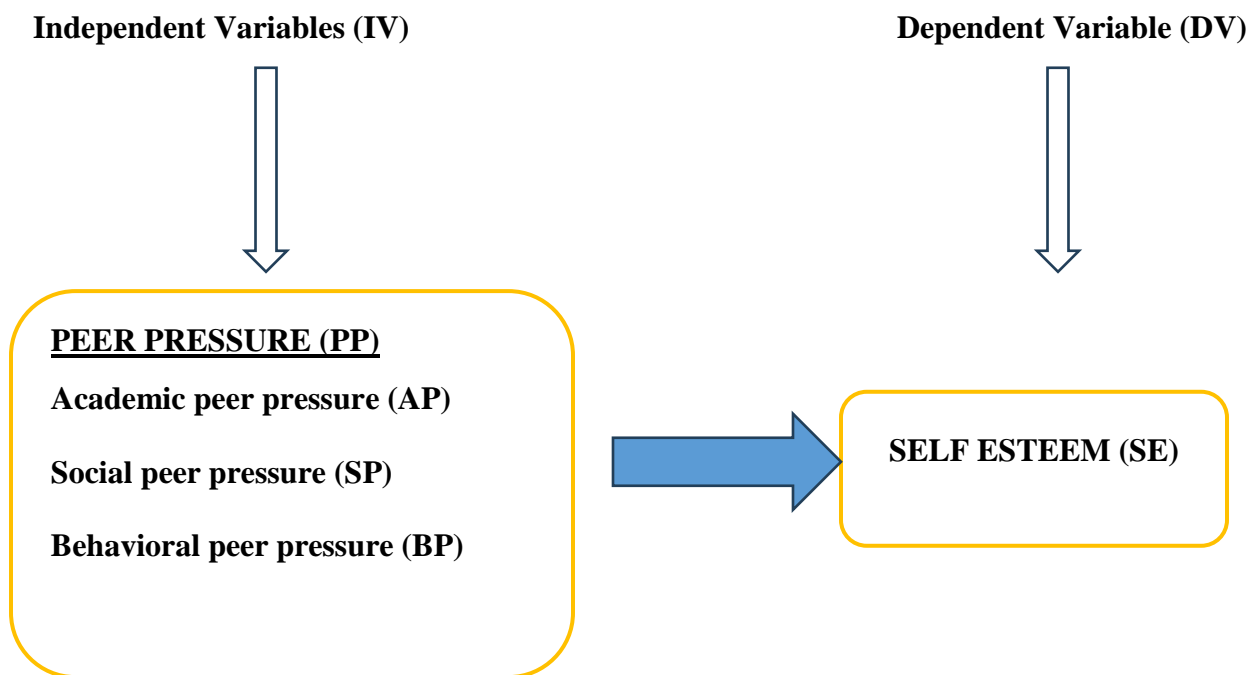 Independent Variables (IV)
Dependent Variable (DV)
PEER PRESSURE (PP)
Academic peer pressure (AP)
Social peer pressure (SP)
Behavioral peer pressure (BP)
SELF ESTEEM (SE)